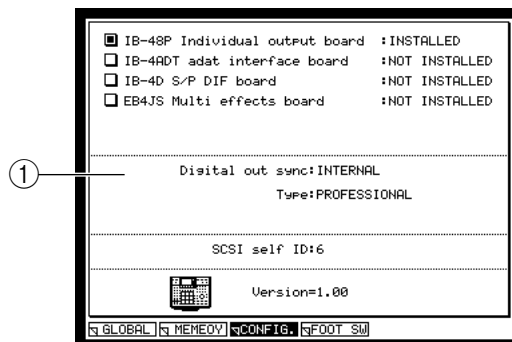 IB-48P Individual output board :INSTALLED
IB-4ADT adat interface board :NOT INSTALLED
IB-4D S/P DIF board :NOT INSTALLED
EB4JS Multi effects board :NOT INSTALLED
1
Digital out sync:INTERNAL
Type:PROFESSIONAL
SCSI self ID:6
Version=1.00
GLOBAL MEMEOY CONFIG. FOOT SW